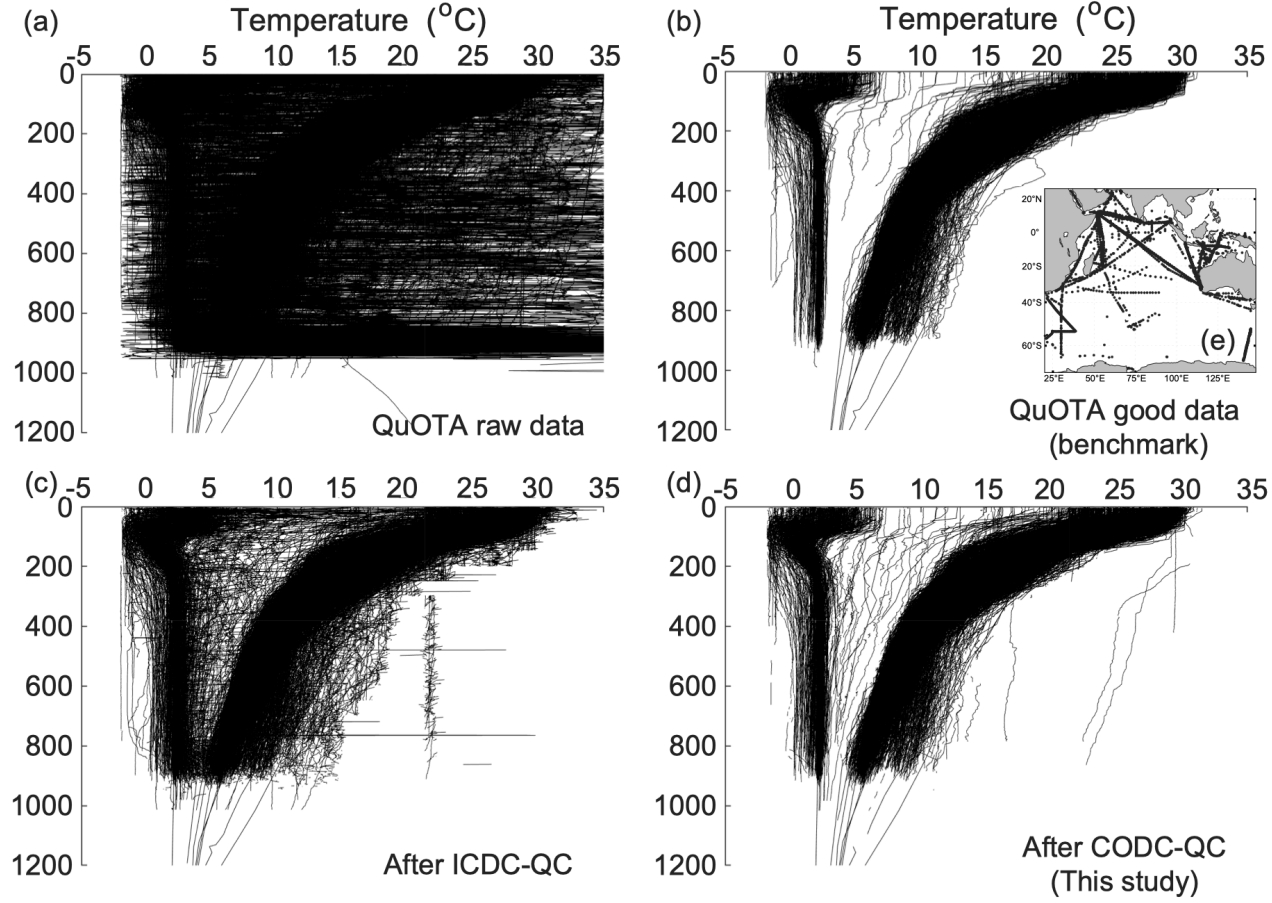 (a) Temperature (°C)
-5 0 5 10 15 20 25 30 35
0
200
400
600
800
1000
1200
QuOTA raw data
(b) Temperature (°C)
-5 0 5 10 15 20 25 30 35
0
200
400
600
800
1000
1200
20°N
0°
20°S
40°S
60°S
25°E 50°E 75°E 100°E 125°E
(e)
QuOTA good data
(benchmark)
(c)
-5 0 5 10 15 20 25 30 35
0
200
400
600
800
1000
1200
After ICDC-QC
(d)
-5 0 5 10 15 20 25 30 35
0
200
400
600
800
1000
1200
After CODC-QC
(This study)